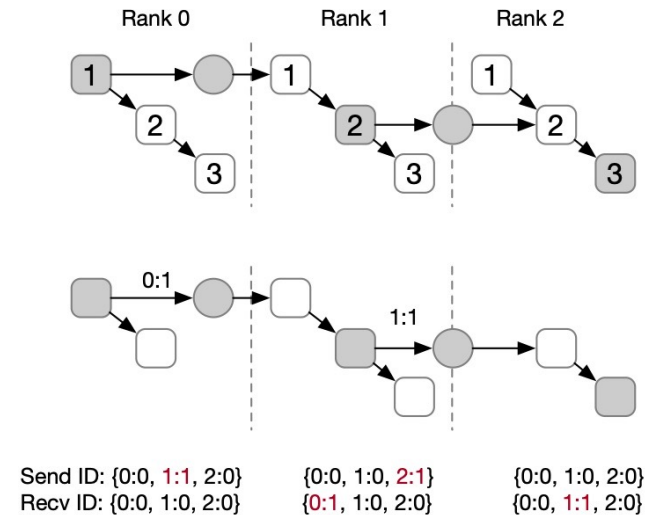 Rank 0 Rank 1 Rank 2
1 1 1
2 2 2
3 3 3
0:1
1:1
Send ID: {0:0, 1:1, 2:0} {0:0, 1:0, 2:1} {0:0, 1:0, 2:0}
Recv ID: {0:0, 1:0, 2:0} {0:1, 1:0, 2:0} {0:0, 1:1, 2:0}